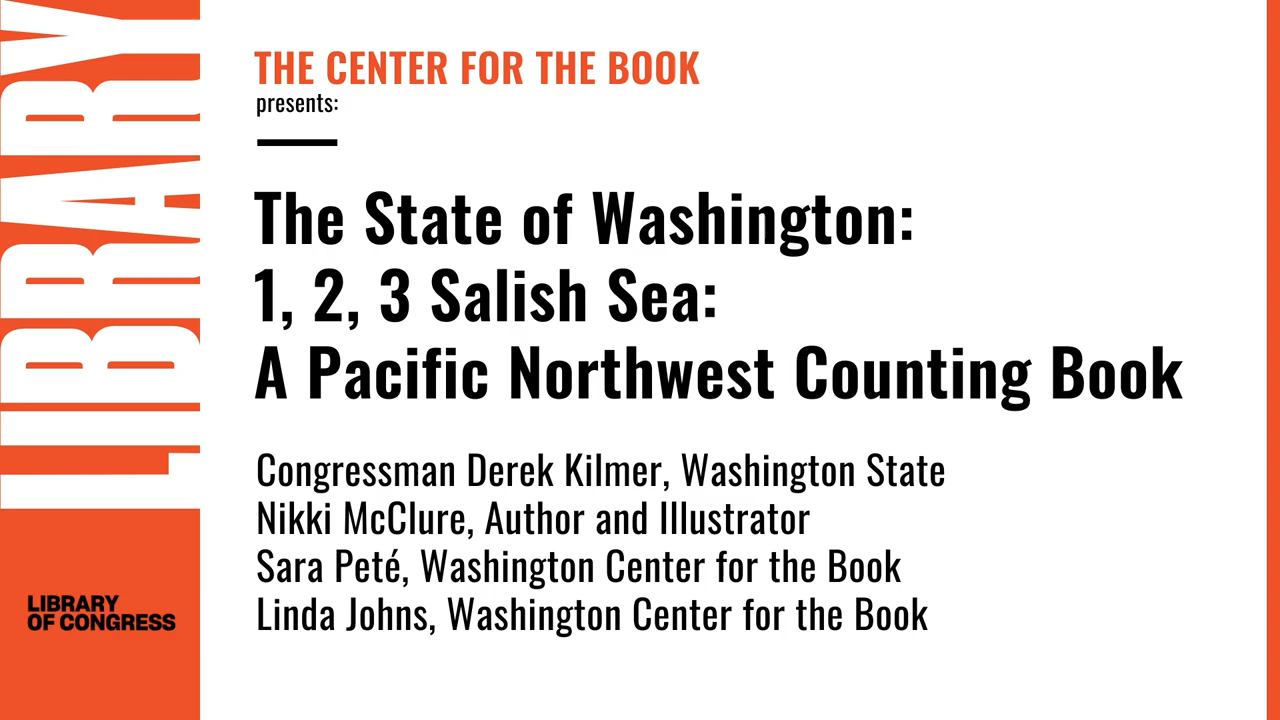 LIBRARY
THE CENTER FOR THE BOOK
presents:
The State of Washington:
1, 2, 3 Salish Sea:
A Pacific Northwest Counting Book
Congressman Derek Kilmer, Washington State
Nikki McClure, Author and Illustrator
Sara Peté, Washington Center for the Book
Linda Johns, Washington Center for the Book
LIBRARY
OF CONGRESS